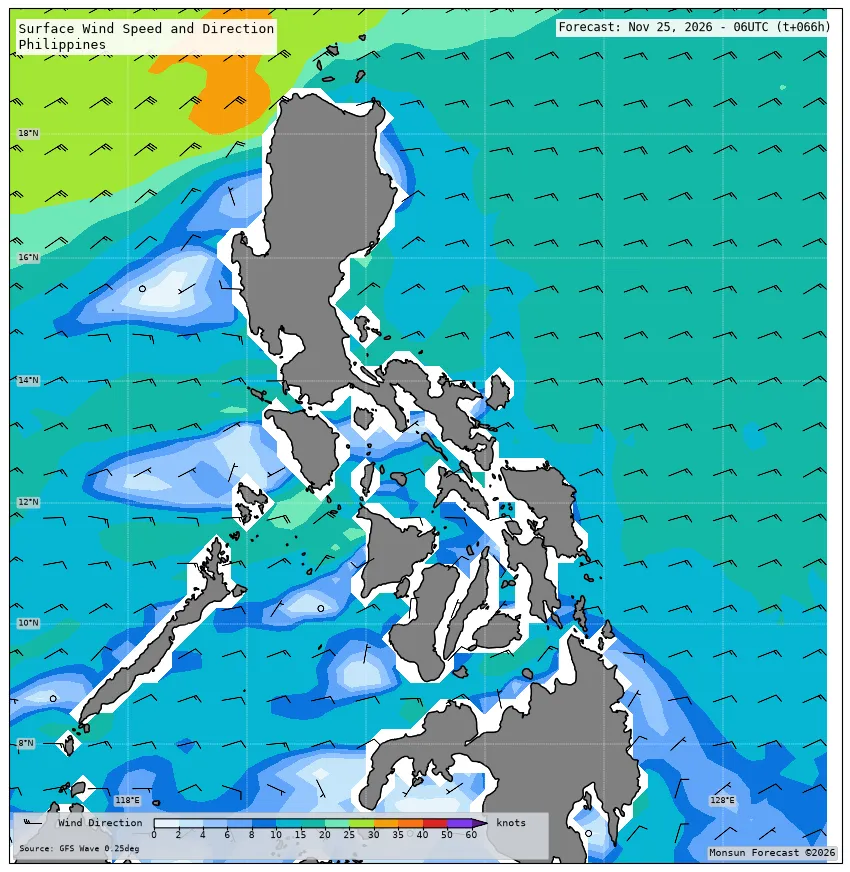 Surface Wind Speed and Direction
Philippines
Forecast: Nov 25, 2026 - 06UTC (t+066h)
18°N
16°N
14°N
12°N
10°N
8°N
118°E
128°E
Wind Direction
knots
0 2 4 6 8 10 15 20 25 30 35 40 50 60
Source: GFS Wave 0.25deg
Monsun Forecast ©2026